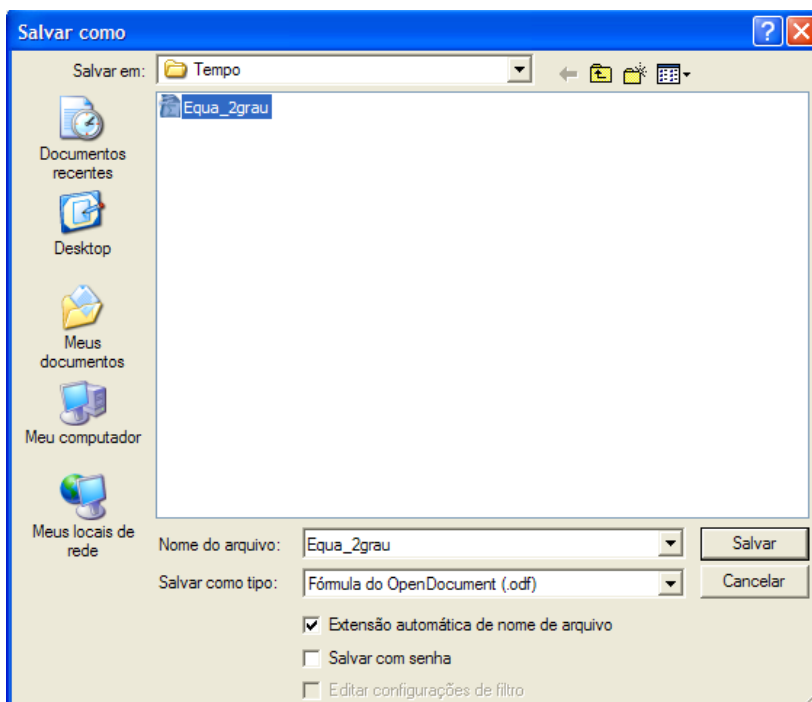 Salvar como
Salvar em:
Tempo
Equa_2grau
Documentos
recentes
Desktop
Meus
documentos
Meu computador
Meus locais de
rede
Nome do arquivo:
Equa_2grau
Salvar
Salvar como tipo:
Fórmula do OpenDocument (.odf)
Cancelar
Extensão automática de nome de arquivo
Salvar com senha
Editar configurações de filtro